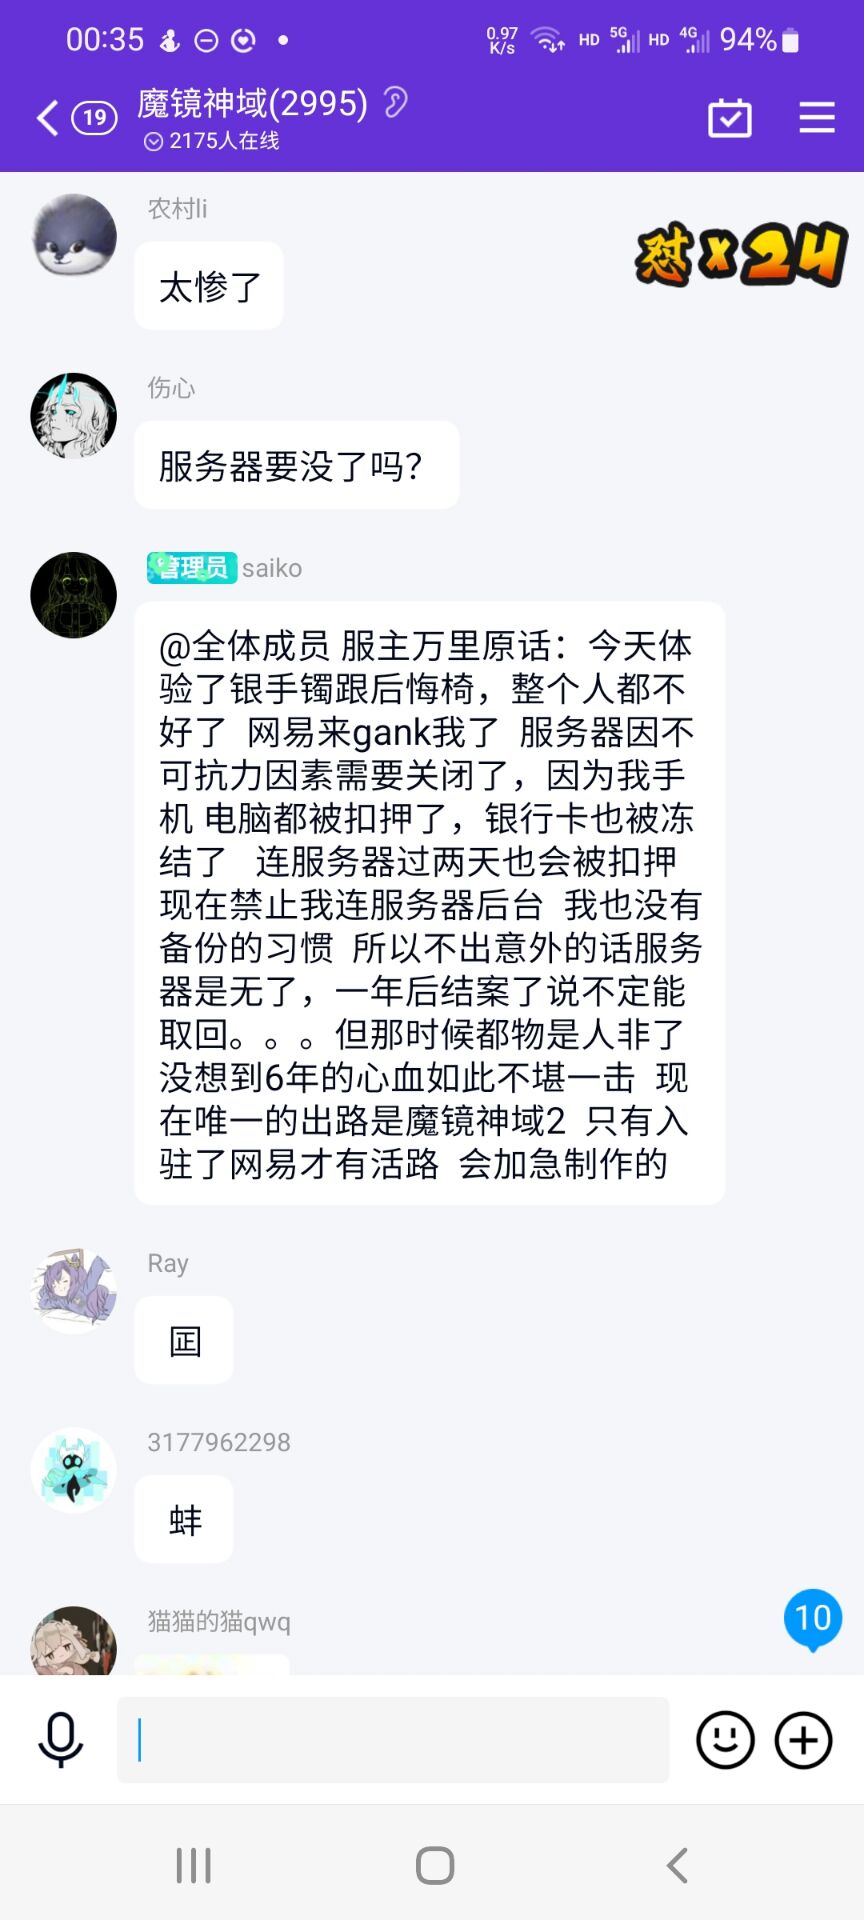 00:35
0.97
K/s
HD 5G HD 4G 94%
19
魔镜神域(2995)
2175人在线
农村li
怼x24
太惨了
伤心
服务器要没了吗?
管理员 saiko
@全体成员 服主万里原话：今天体
验了银手镯跟后悔椅，整个人都不
好了 网易来gank我了 服务器因不
可抗力因素需要关闭了，因为我手
机 电脑都被扣押了，银行卡也被冻
结了 连服务器过两天也会被扣押
现在禁止我连服务器后台 我也没有
备份的习惯 所以不出意外的话服务
器是无了，一年后结案了说不定能
取回。。。但那时候都物是人非了
没想到6年的心血如此不堪一击 现
在唯一的出路是魔镜神域2 只有入
驻了网易才有活路 会加急制作的
Ray
囸
3177962298
蚌
猫猫的猫qwq
10